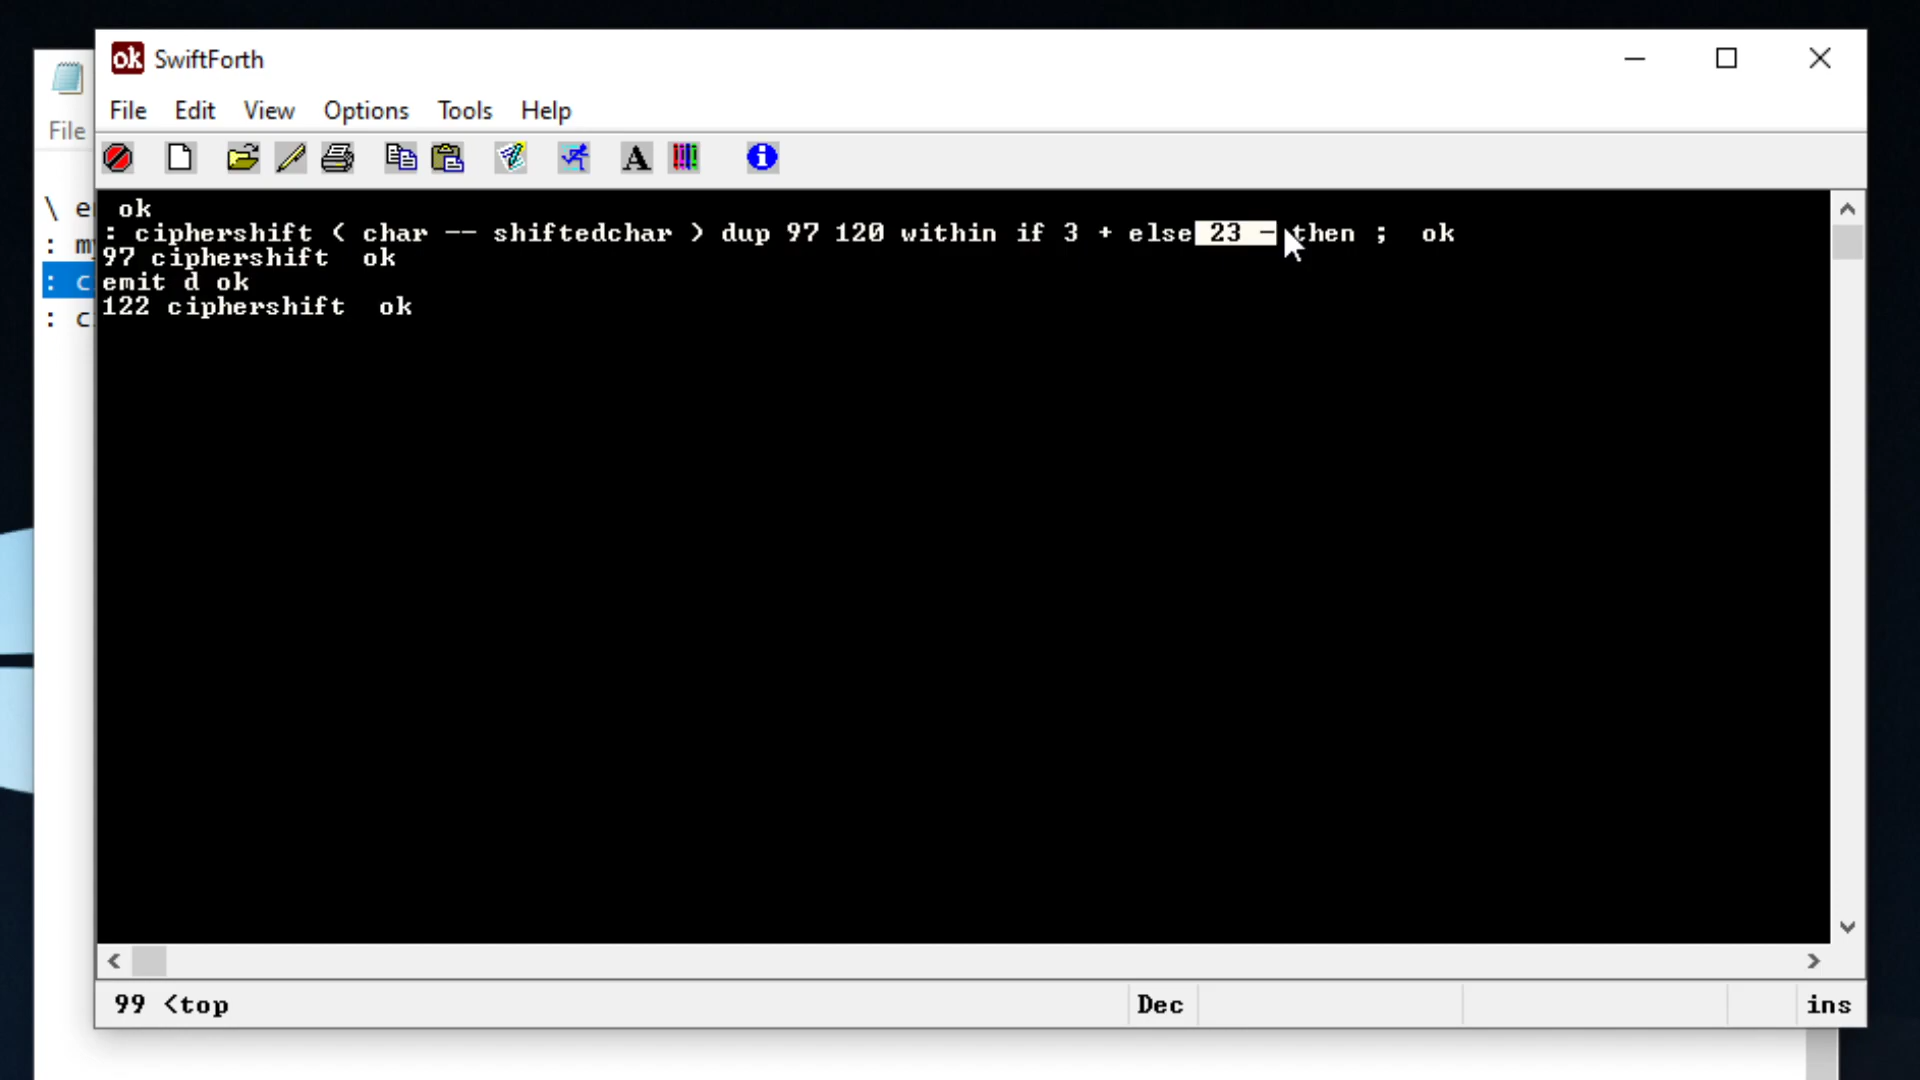 SwiftForth
File Edit View Options Tools Help
File
ok
: ciphershift ( char -- shiftedchar ) dup 97 120 within if 3 + else 23 - then ;  ok
97 ciphershift  ok
emit d ok
122 ciphershift  ok
\ e
: m
: c
: c
99 <top
Dec
ins